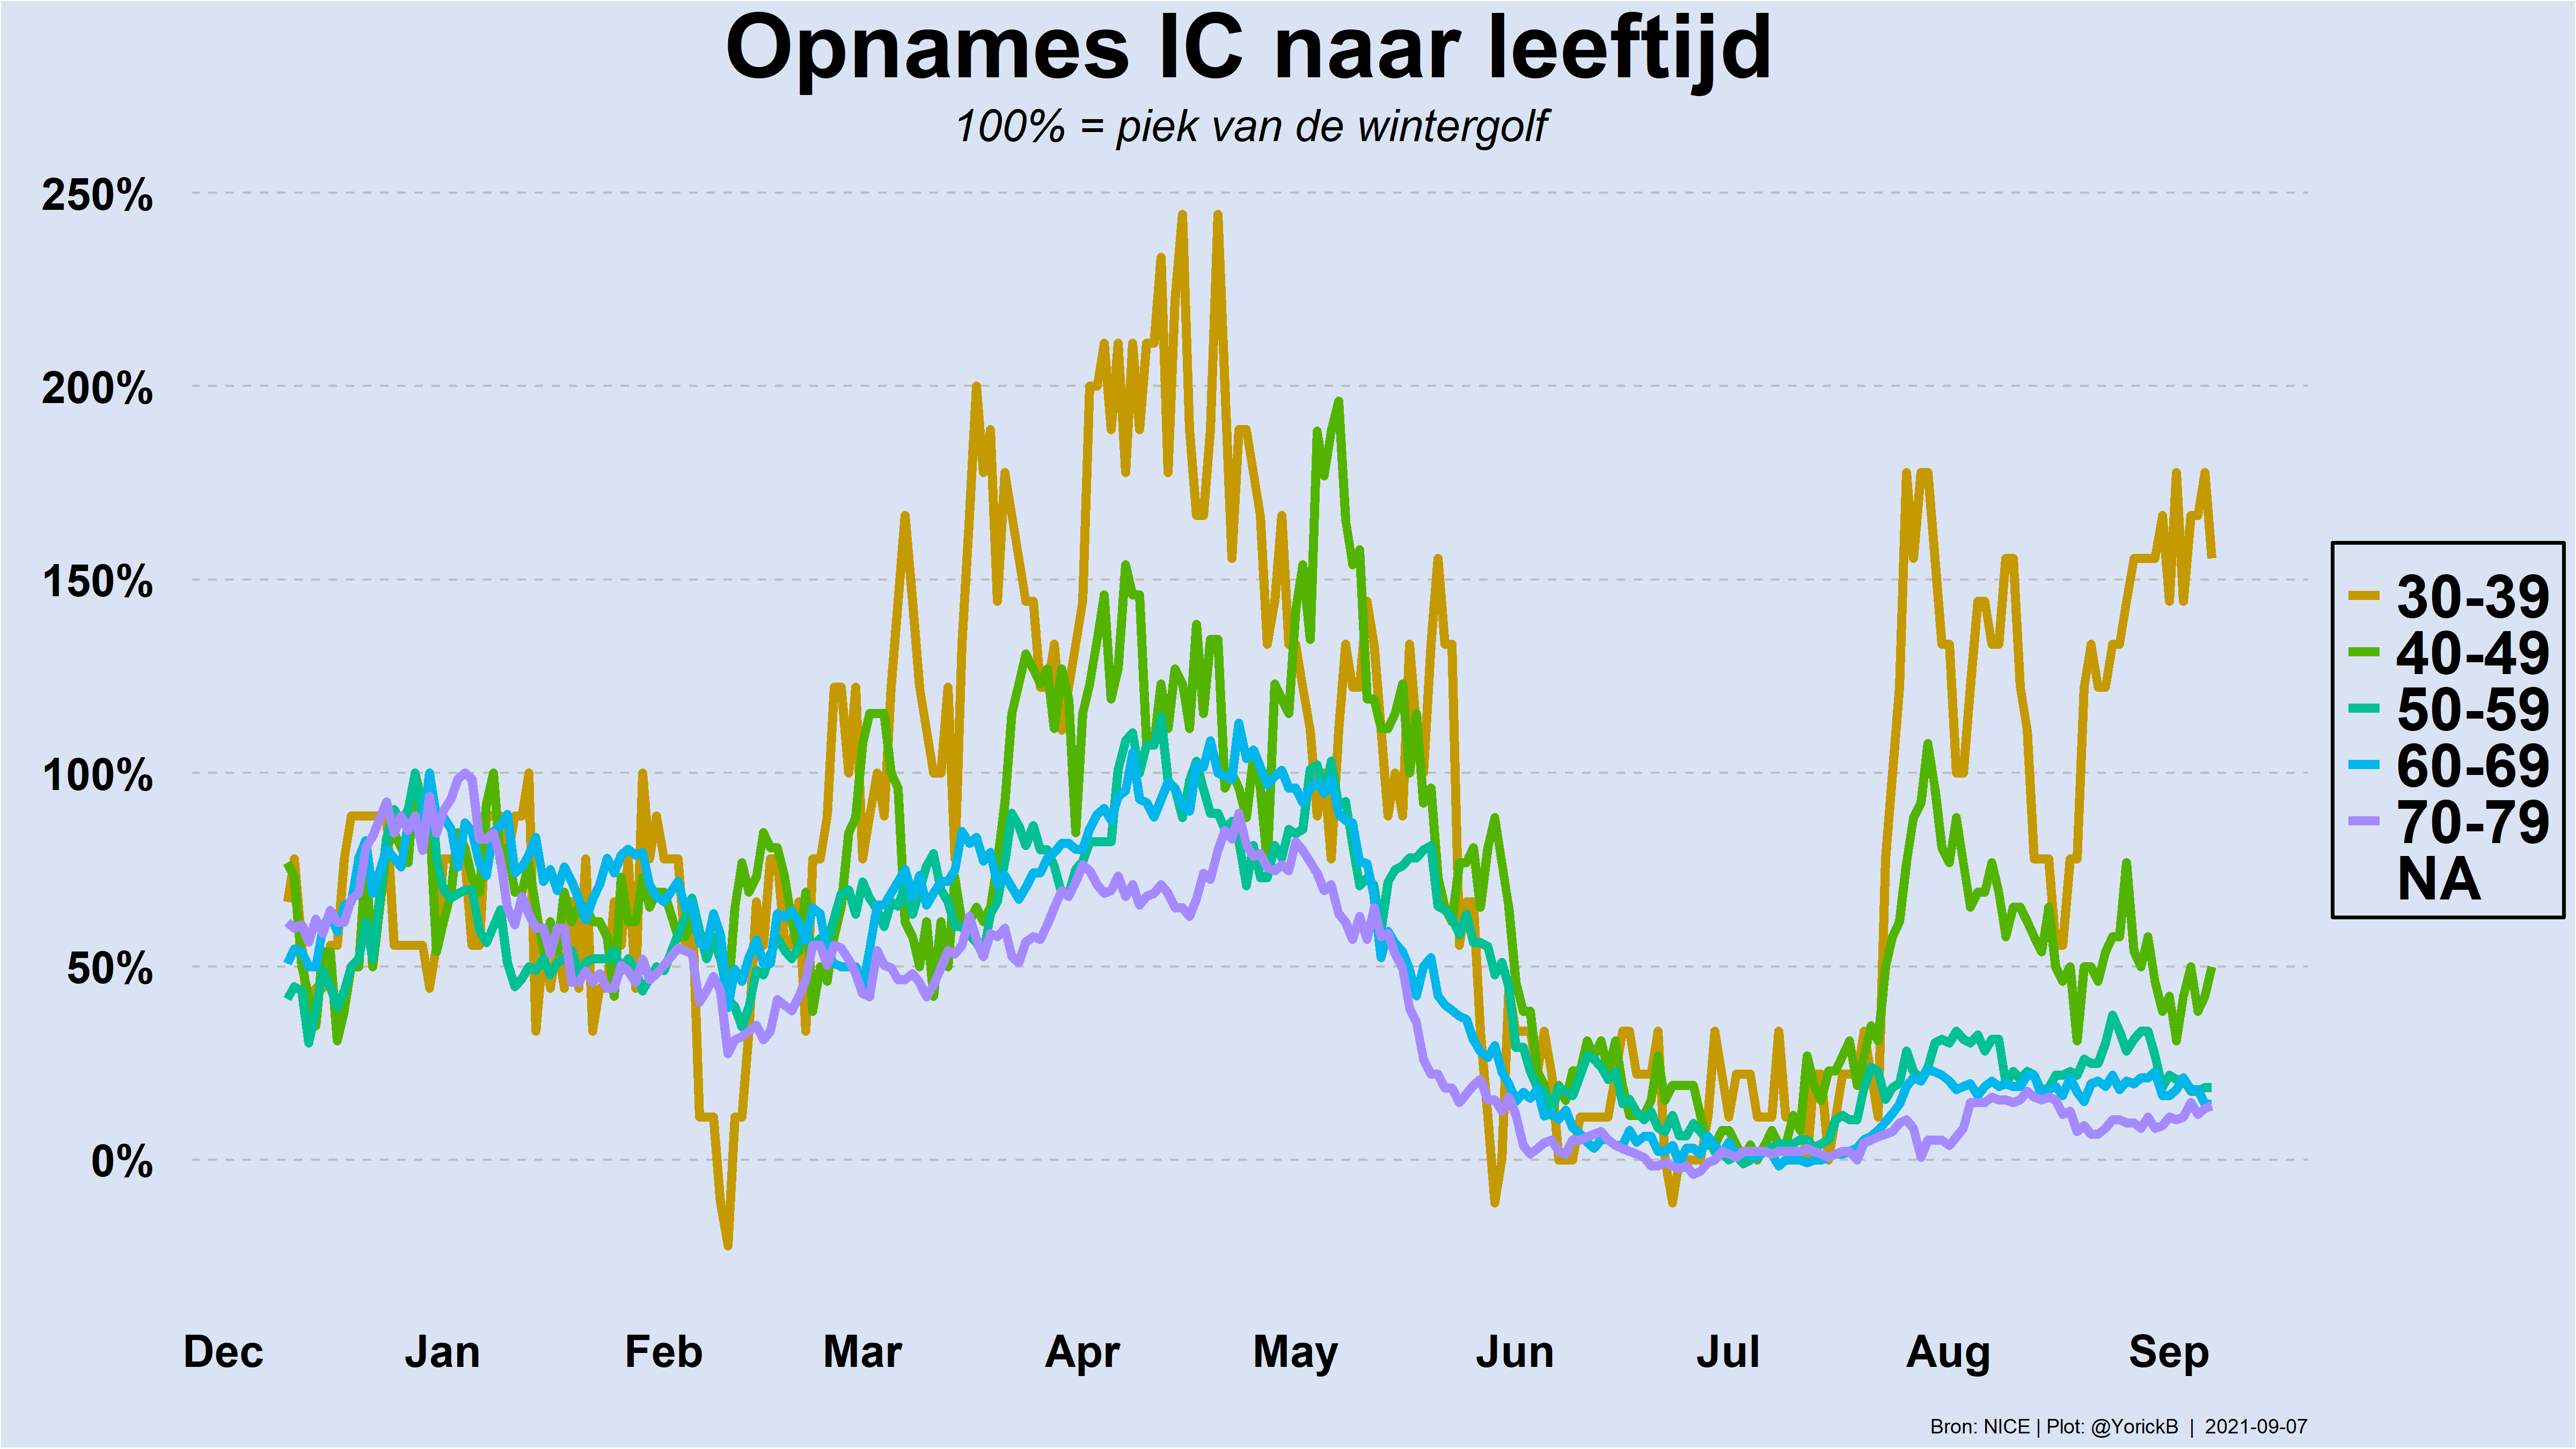 Opnames IC naar leeftijd
100% = piek van de wintergolf
250%
200%
150%
100%
50%
0%
30-39
40-49
50-59
60-69
70-79
NA
Dec Jan Feb Mar Apr May Jun Jul Aug Sep
Bron: NICE | Plot: @YorickB | 2021-09-07